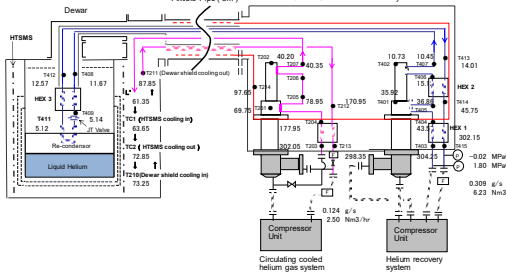 Dewar
HTSMS
T202
40.20
T207
40.35
T206
T205
78.95
T214
97.65
T201
69.75
T212
170.95
T204
177.95
302.05
T203
T213
T211 (Dewar shield cooling out)
87.85
T412
T408
12.57
11.67
HEX 3
T409
T411
5.14
5.12
JT Valve
Re-condensor
Liquid Helium
61.35
TC1 (HTSMS cooling in)
63.65
TC2 ( HTSMS cooling out)
72.85
T210(Dewar shield cooling in)
73.25
10.73
10.45
T413
T402
T407
14.01
T406
15.1
HEX 2
35.92
T405
T401
36.86
T414
45.75
T404
43.5
HEX 1
302.15
T403
T415
298.35
304.25
P
-0.02 MPa
P
1.80 MPa
F
F
0.309 g/s
6.23 Nm3
0.124 g/s
2.50 Nm3/hr
Compressor
Unit
Compressor
Unit
Circulating cooled
helium gas system
Helium recovery
system